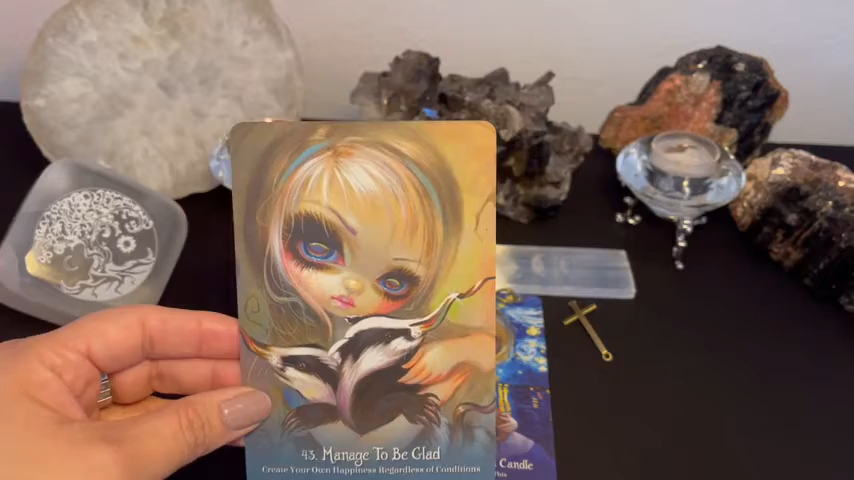 43. Manage To Be Glad
Create Your Own Happiness Regardless of Conditions
Candle